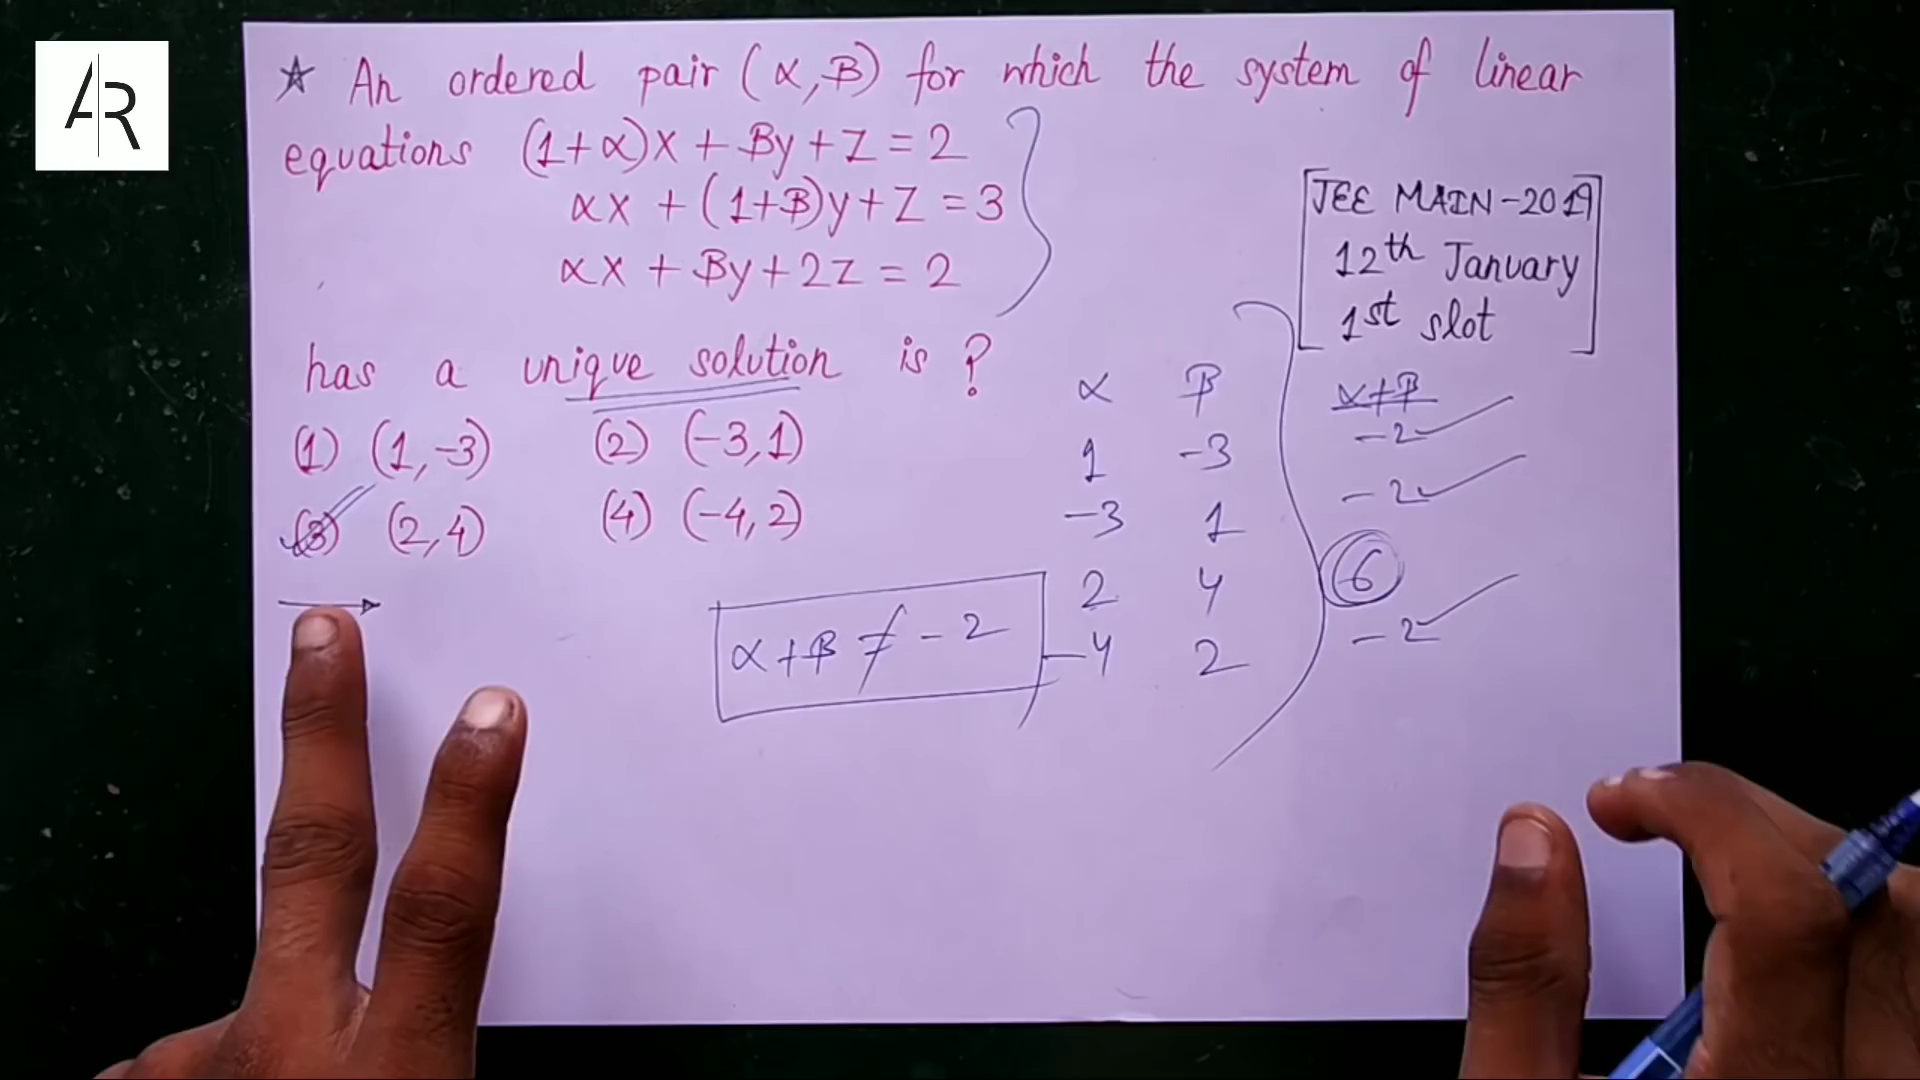 AR
☆ An ordered pair (α,β) for which the system of linear
equations (1+α)x + βy + z = 2
αx + (1+β)y + z = 3
αx + βy + 2z = 2
has a unique solution is ?
(1) (1,-3) (2) (-3,1)
(3) (2,4) (4) (-4,2)
[JEE MAIN-2019
12th January
1st slot]
α β α+β
1 -3 -2
-3 1 -2
2 4 6
-4 2 -2
α+β ≠ -2